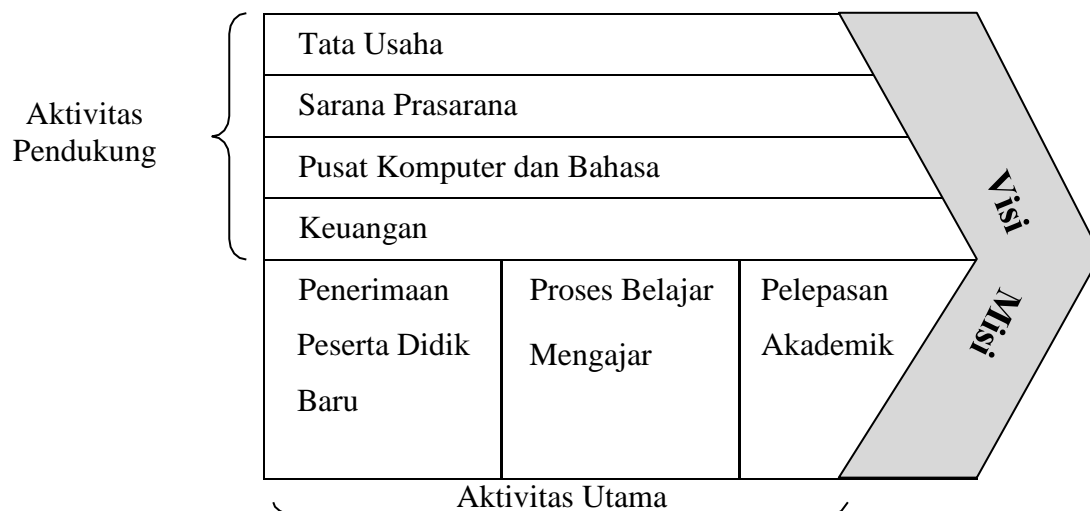 Tata Usaha
Aktivitas
Pendukung
Sarana Prasarana
Pusat Komputer dan Bahasa
Keuangan
Visi
Misi
Penerimaan
Peserta Didik
Baru
Proses Belajar
Mengajar
Pelepasan
Akademik
Aktivitas Utama